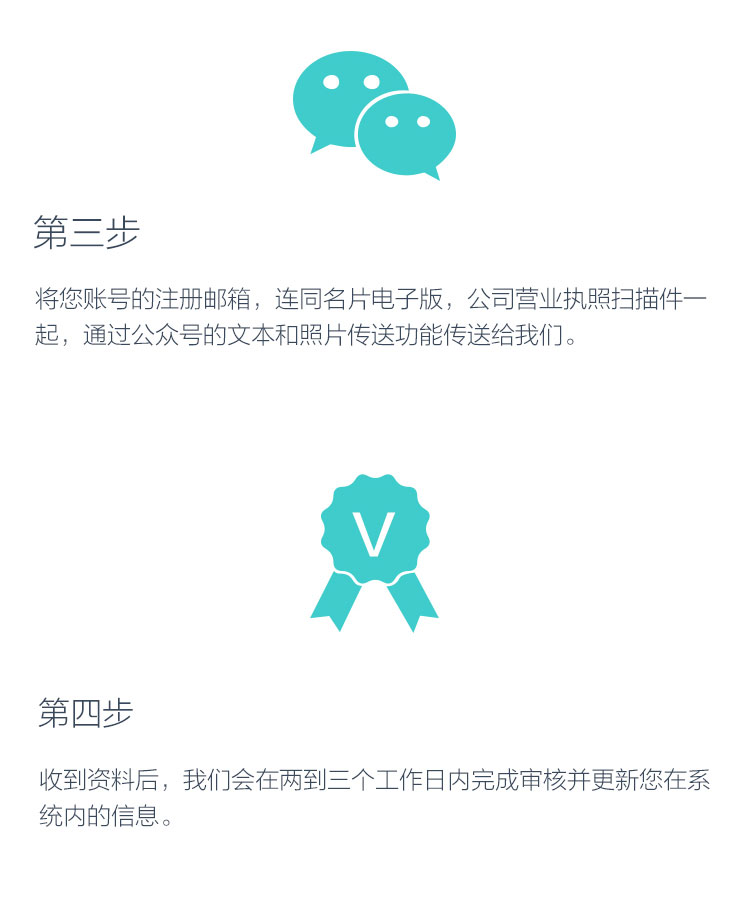 第三步
将您账号的注册邮箱，连同名片电子版，公司营业执照扫描件一
起，通过公众号的文本和照片传送功能传送给我们。
V
第四步
收到资料后，我们会在两到三个工作日内完成审核并更新您在系
统内的信息。